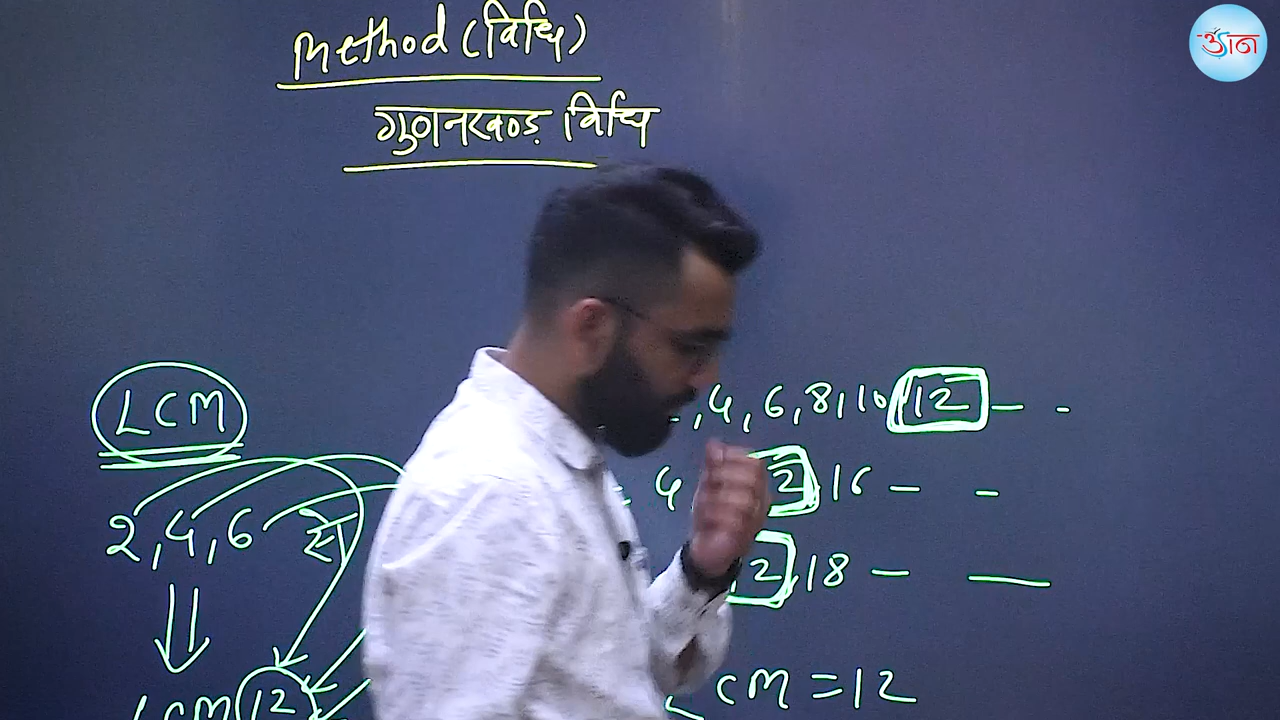 Method (विधि)
गुणनखण्ड विधि
ज्ञान
LCM
2, 4, 6 से
LCM 12
, 4, 6, 8, 10 12 — -
4, 12 16 — -
12, 18 — —
LCM = 12